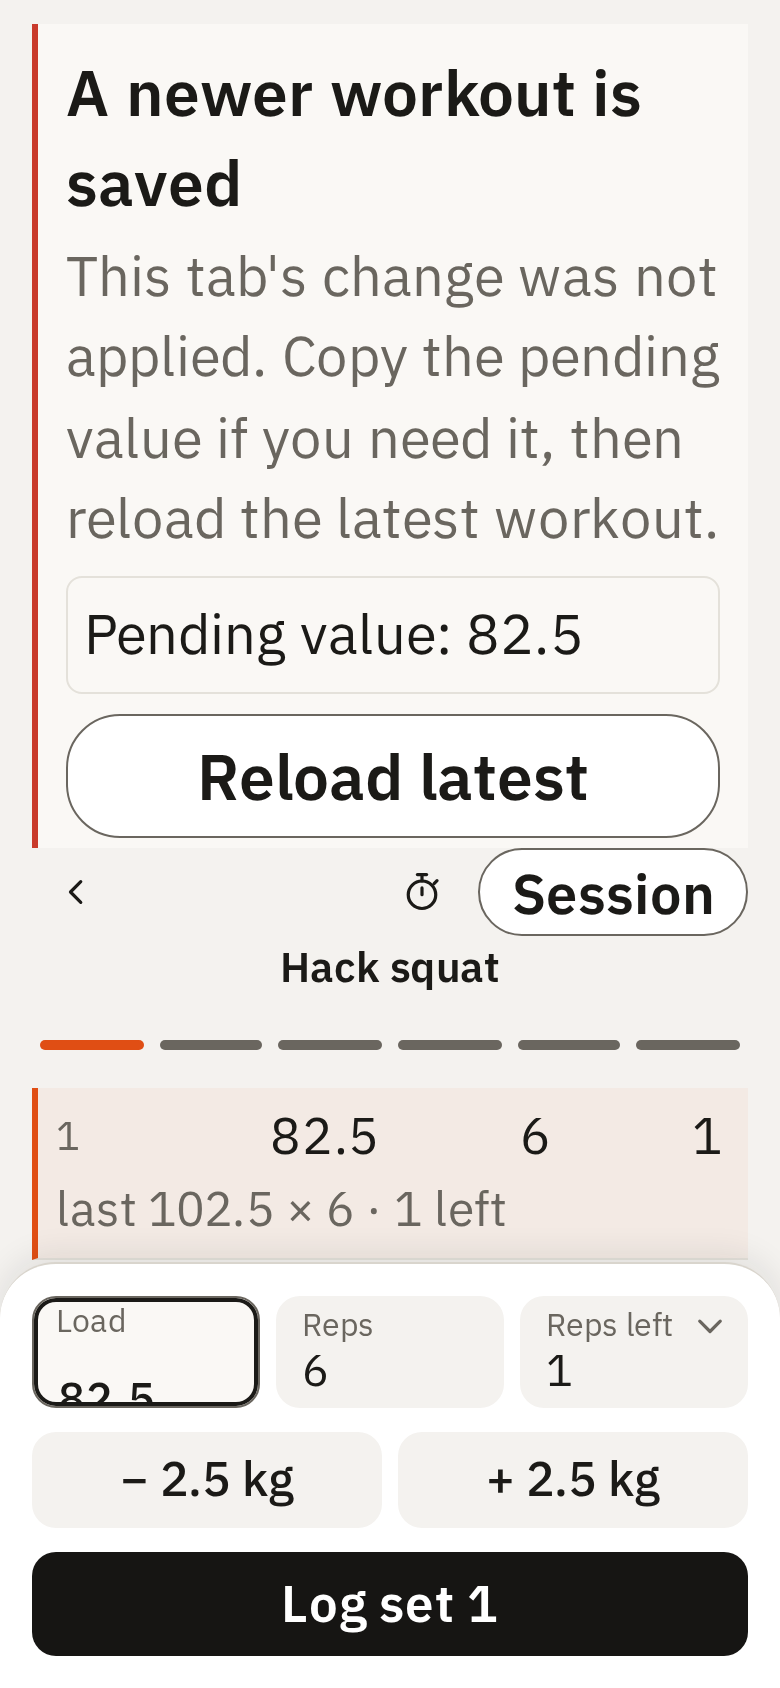 A newer workout is
saved
This tab's change was not
applied. Copy the pending
value if you need it, then
reload the latest workout.
Pending value: 82.5
Reload latest
Session
Hack squat
1 82.5 6 1
last 102.5 × 6 · 1 left
Load Reps Reps left
82.5 6 1
− 2.5 kg + 2.5 kg
Log set 1